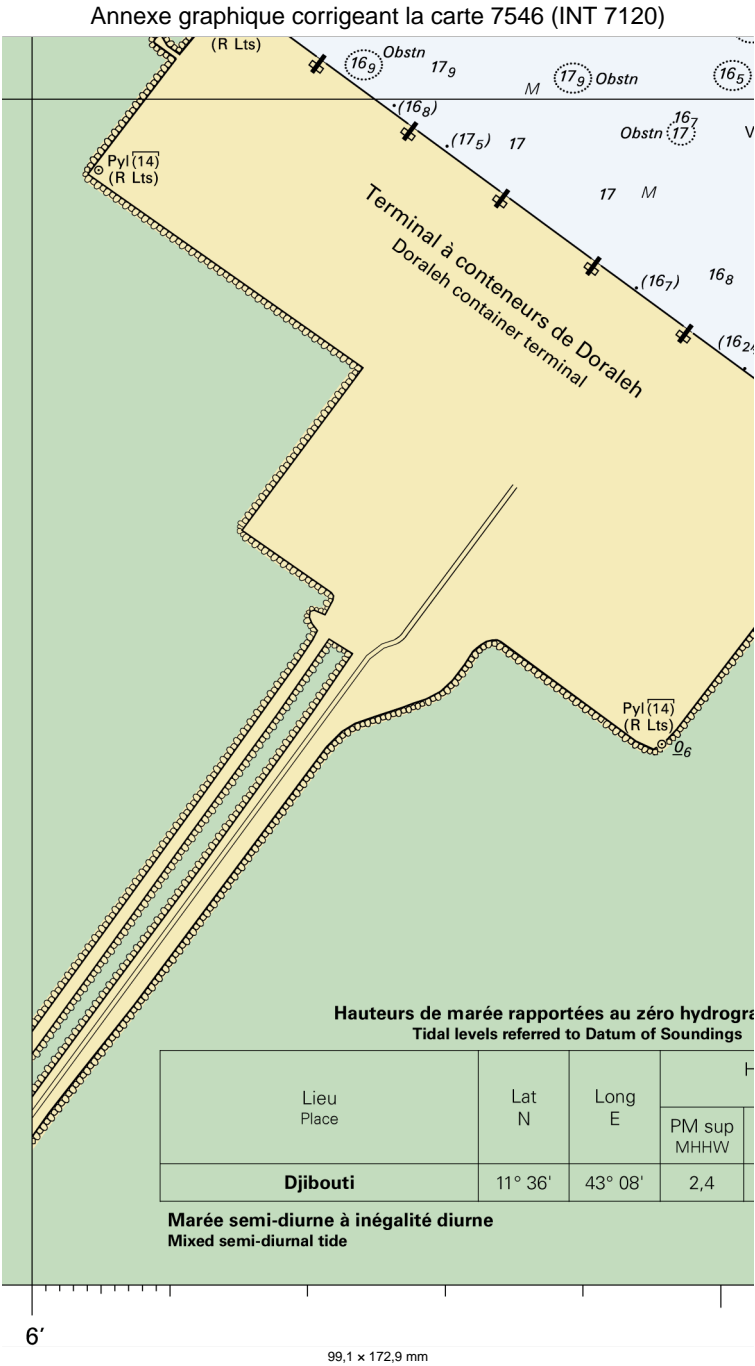 Annexe graphique corrigeant la carte 7546 (INT 7120)
(R Lts)
16₉ Obstn
17₉
M
17₉ Obstn
16₅
(16₈)
(17₅) 17
Obstn 17
16₇
V
Pyl (14)
(R Lts)
17 M
Terminal à conteneurs de Doraleh
Doraleh container terminal
(16₇)
16₈
(16₂
Pyl (14)
(R Lts)
0₆
Hauteurs de marée rapportées au zéro hydrogra
Tidal levels referred to Datum of Soundings
H
Lieu
Place
Lat
N
Long
E
PM sup
MHHW
Djibouti 11° 36' 43° 08' 2,4
Marée semi-diurne à inégalité diurne
Mixed semi-diurnal tide
6′
99,1 × 172,9 mm